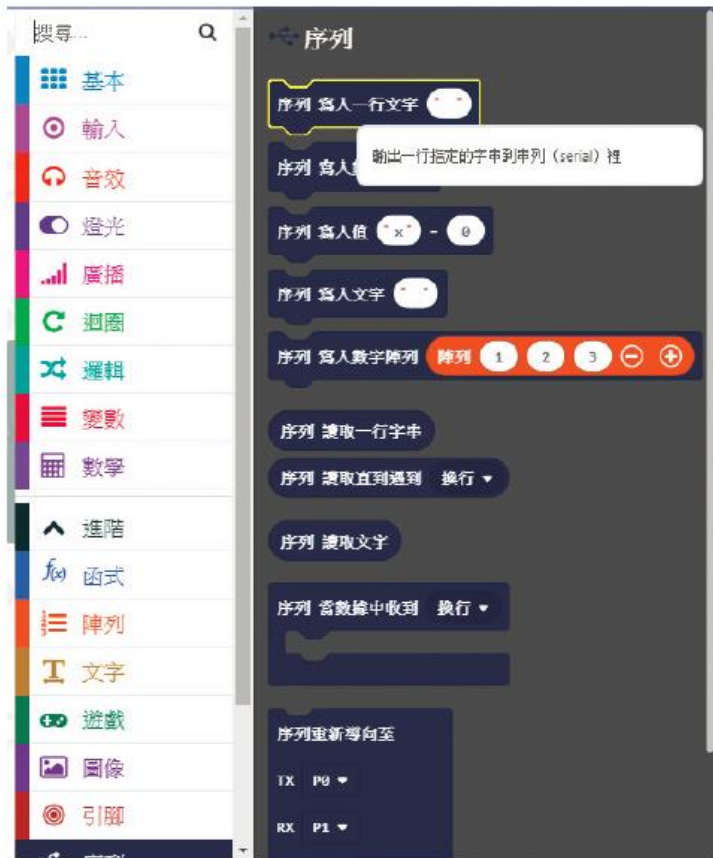 搜尋...
基本
輸入
音效
燈光
廣播
迴圈
邏輯
變數
數學
進階
f(x) 函式
陣列
文字
遊戲
圖像
引腳
序列
序列 寫入一行文字 " "
輸出一行指定的字串到串列 (serial) 裡
序列 寫入
序列 寫入值 "x" = 0
序列 寫入文字 " "
序列 寫入數字陣列 陣列 1 2 3
序列 讀取一行字串
序列 讀取直到遇到 換行
序列 讀取文字
序列 當數據中收到 換行
序列重新導向至
TX P0
RX P1